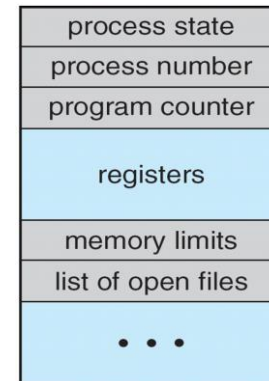 process state
process number
program counter
registers
memory limits
list of open files
• • •